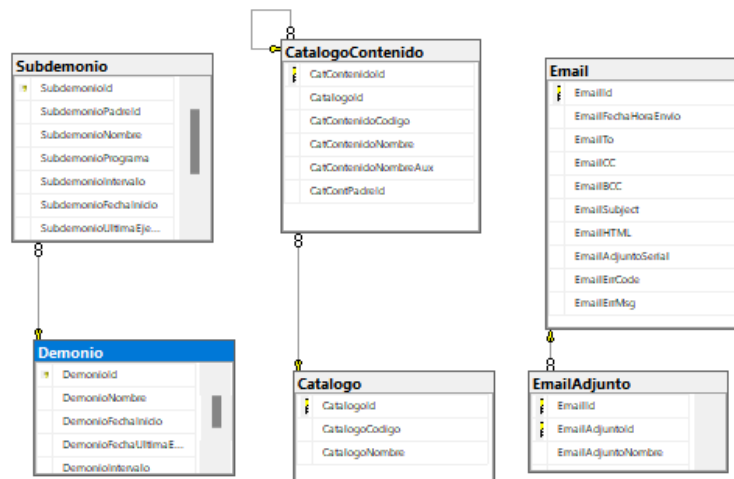 Subdemonio
SubdemonioId
SubdemonioPadreId
SubdemonioNombre
SubdemonioPrograma
SubdemonioIntervalo
SubdemonioFechaInicio
SubdemonioUltimaEje...
Demonio
DemonioId
DemonioNombre
DemonioFechaInicio
DemonioFechaUltimaE...
DemonioIntervalo
CatalogoContenido
CatContenidoId
CatalogoId
CatContenidoCodigo
CatContenidoNombre
CatContenidoNombreAux
CatContPadreId
Catalogo
CatalogoId
CatalogoCodigo
CatalogoNombre
Email
EmailId
EmailFechaHoraEnvio
EmailTo
EmailCC
EmailBCC
EmailSubject
EmailHTML
EmailAdjuntoSerial
EmailErrCode
EmailErrMsg
EmailAdjunto
EmailId
EmailAdjuntoId
EmailAdjuntoNombre